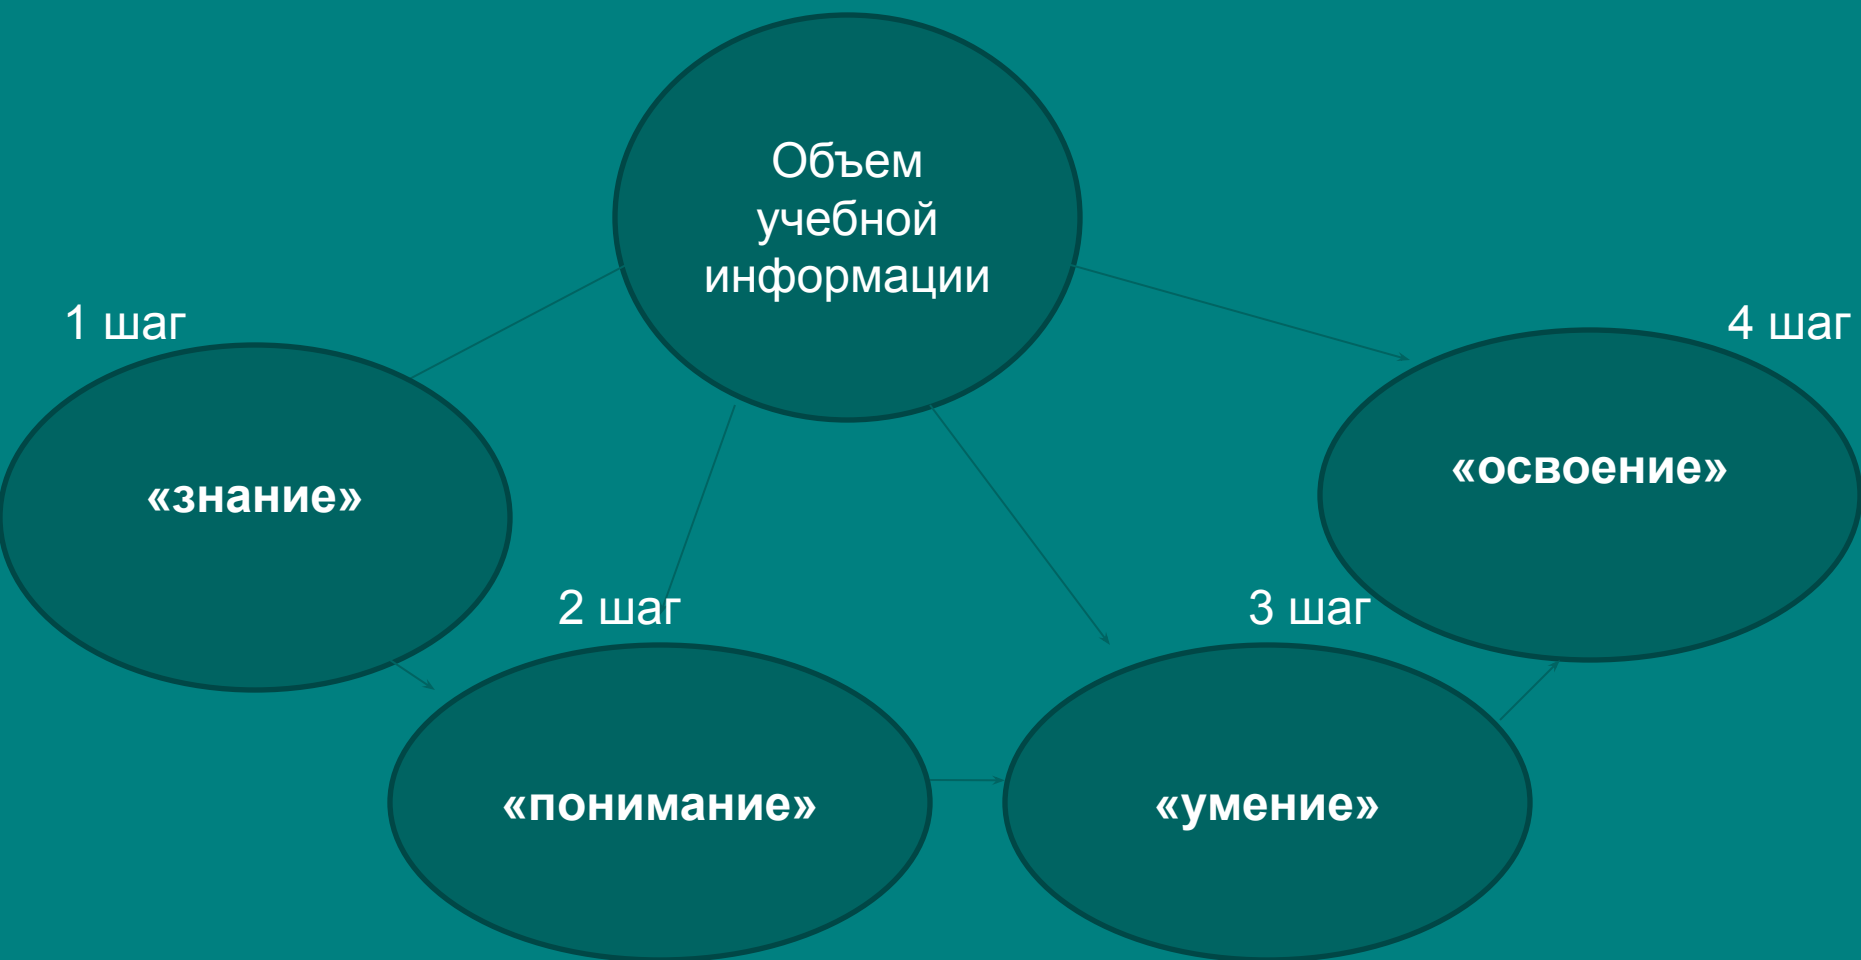 Объем
учебной
информации
1 шаг
4 шаг
«знание»
«освоение»
2 шаг
3 шаг
«понимание»
«умение»